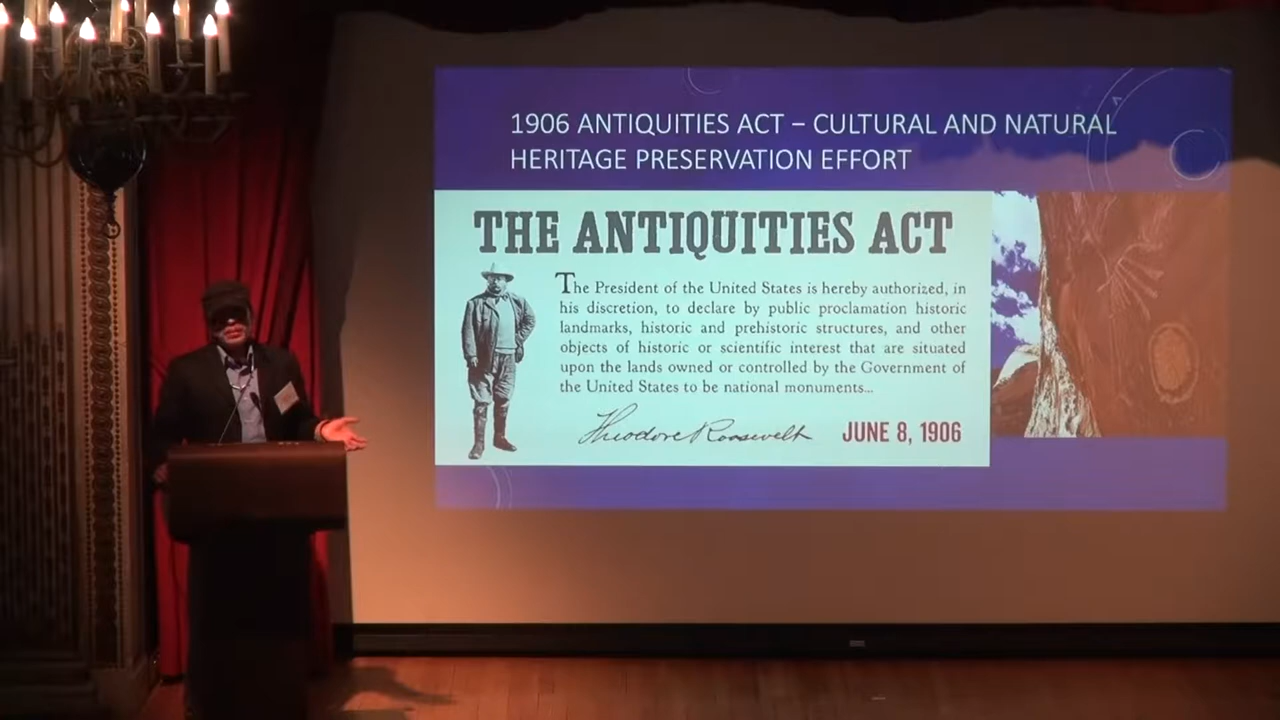 1906 ANTIQUITIES ACT – CULTURAL AND NATURAL
HERITAGE PRESERVATION EFFORT
THE ANTIQUITIES ACT
The President of the United States is hereby authorized, in
his discretion, to declare by public proclamation historic
landmarks, historic and prehistoric structures, and other
objects of historic or scientific interest that are situated
upon the lands owned or controlled by the Government of
the United States to be national monuments...
Theodore Roosevelt
JUNE 8, 1906